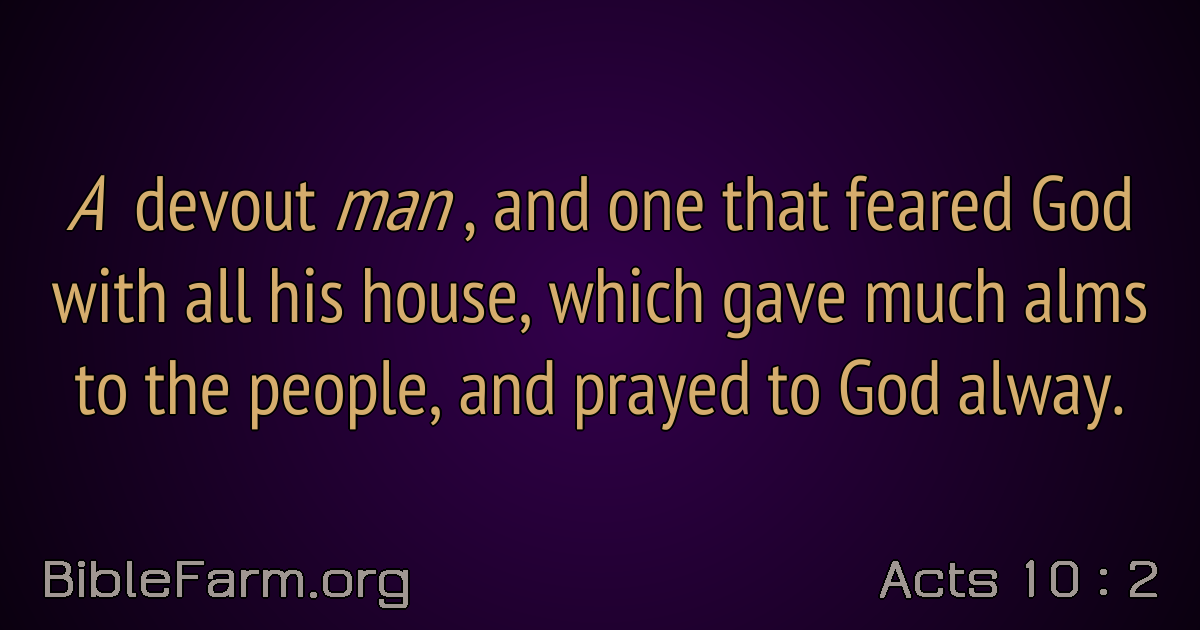 A devout man , and one that feared God
with all his house, which gave much alms
to the people, and prayed to God alway.
BibleFarm.org
Acts 10 : 2